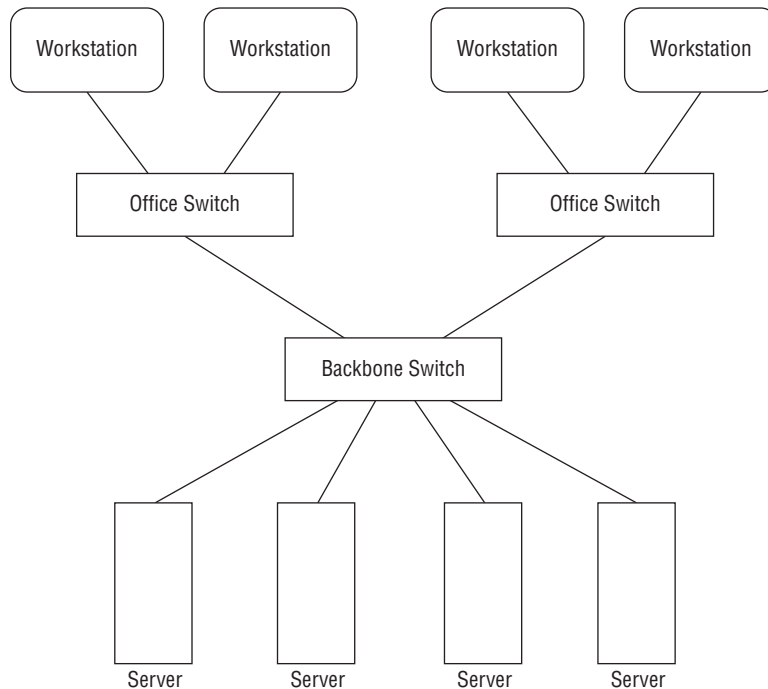 Workstation
Workstation
Workstation
Workstation
Office Switch
Office Switch
Backbone Switch
Server
Server
Server
Server